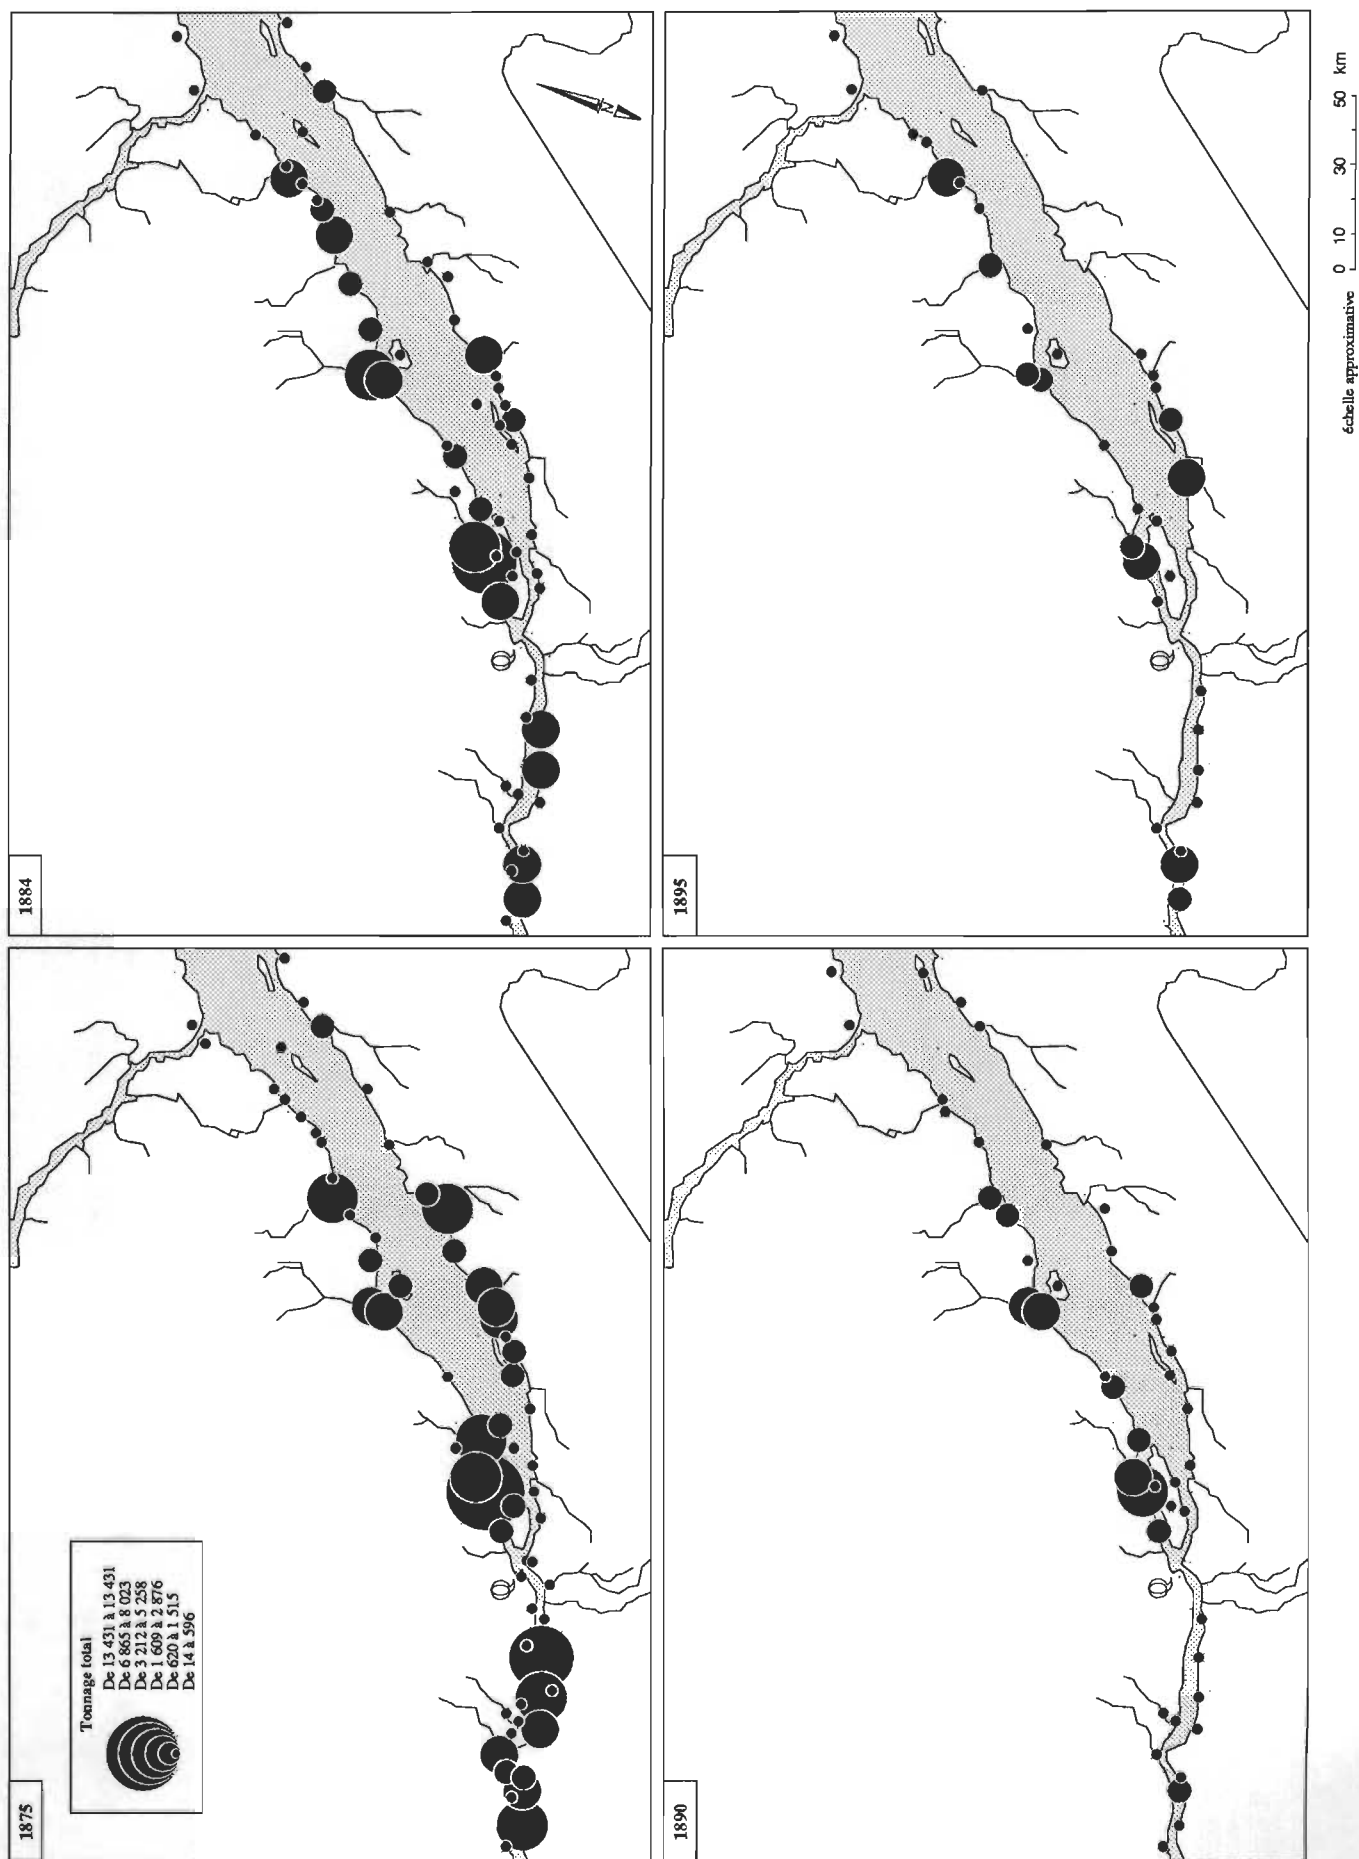 1875
Tonnage total
De 13 431 à 13 431
De 6 865 à 8 023
De 3 212 à 5 258
De 1 609 à 2 876
De 620 à 1 515
De 14 à 596
1884
N
1890
1895
échelle approximative
0 10 30 50 km